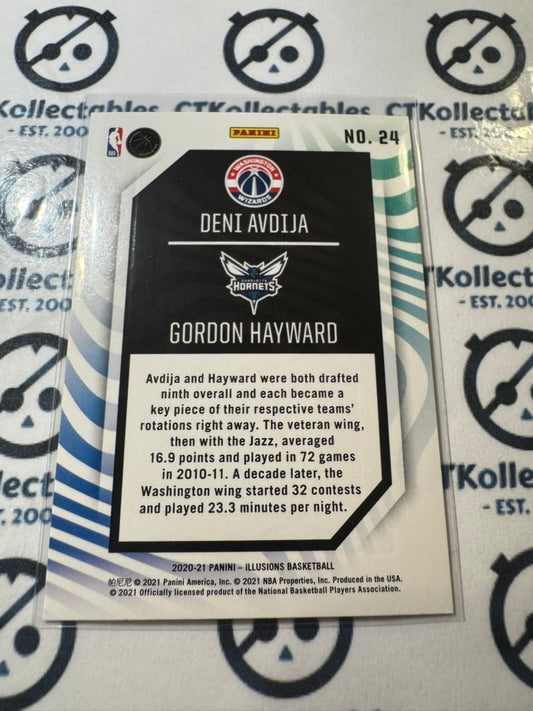 CTKollectables
- EST. 200
PANINI
NO. 24
WASHINGTON
WIZARDS
DENI AVDIJA
CHARLOTTE
HORNETS
GORDON HAYWARD
Avdija and Hayward were both drafted
ninth overall and each became a
key piece of their respective teams'
rotations right away. The veteran wing,
then with the Jazz, averaged
16.9 points and played in 72 games
in 2010-11. A decade later, the
Washington wing started 32 contests
and played 23.3 minutes per night.
2020-21 PANINI – ILLUSIONS BASKETBALL
帕尼尼 © 2021 Panini America, Inc. © 2021 NBA Properties, Inc. Produced in the USA.
© 2021 Officially licensed product of the National Basketball Players Association.